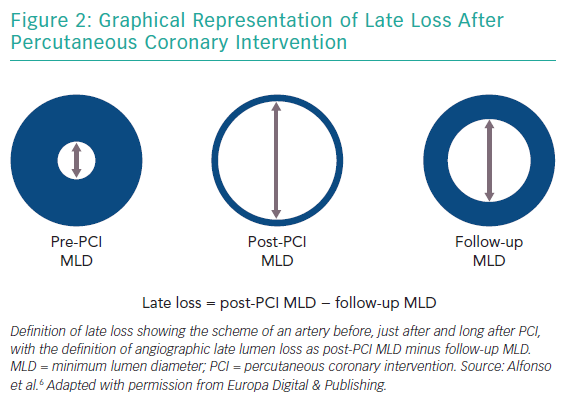 Figure 2: Graphical Representation of Late Loss After
Percutaneous Coronary Intervention
Pre-PCI
MLD
Post-PCI
MLD
Follow-up
MLD
Late loss = post-PCI MLD − follow-up MLD
Definition of late loss showing the scheme of an artery before, just after and long after PCI,
with the definition of angiographic late lumen loss as post-PCI MLD minus follow-up MLD.
MLD = minimum lumen diameter; PCI = percutaneous coronary intervention. Source: Alfonso
et al.⁶ Adapted with permission from Europa Digital & Publishing.